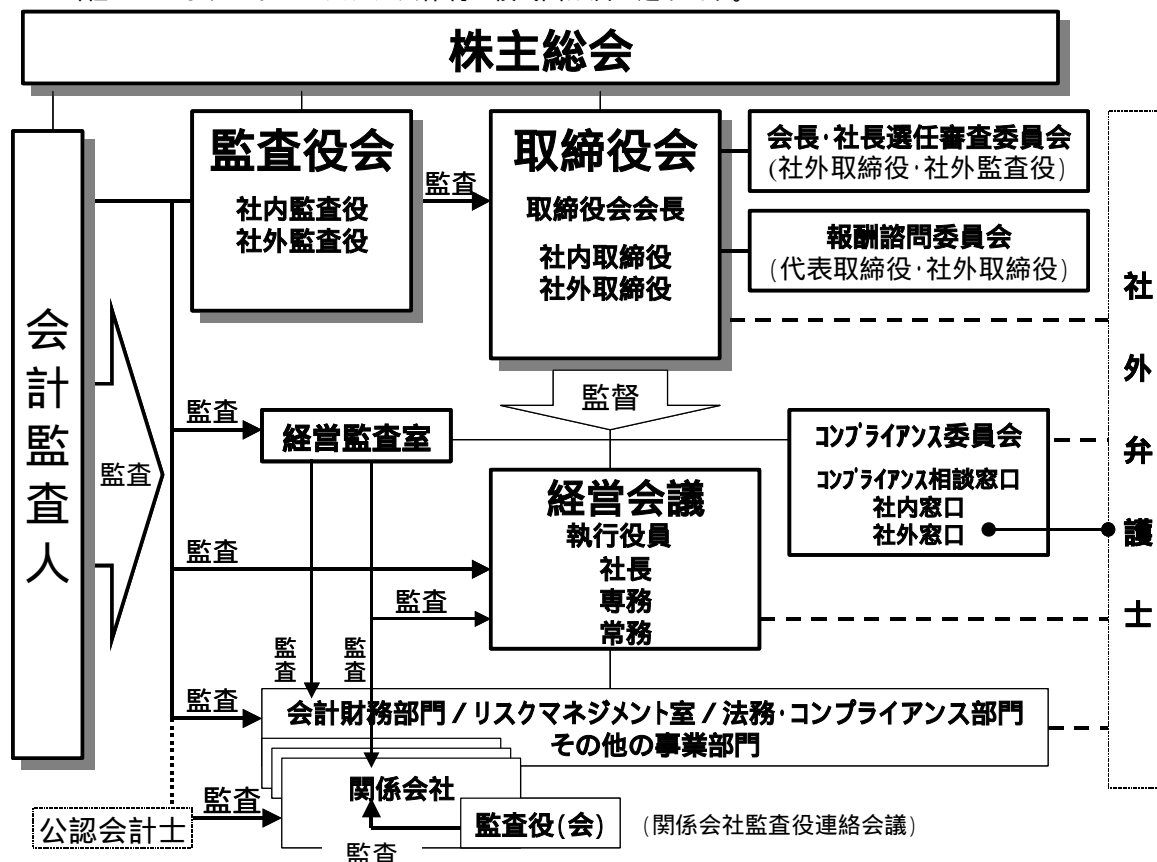 株主総会
監査役会
社内監査役
社外監査役
監査
取締役会
取締役会会長
社内取締役
社外取締役
会長・社長選任審査委員会
(社外取締役・社外監査役)
報酬諮問委員会
(代表取締役・社外取締役)
社外弁護士
会計監査人
監査
監督
監査
経営監査室
コンプライアンス委員会
コンプライアンス相談窓口
社内窓口
社外窓口
経営会議
執行役員
社長
専務
常務
監査
監査
監査
監査
監査
会計財務部門/リスクマネジメント室/法務・コンプライアンス部門
その他の事業部門
関係会社
監査
公認会計士
監査役(会)
(関係会社監査役連絡会議)
監査